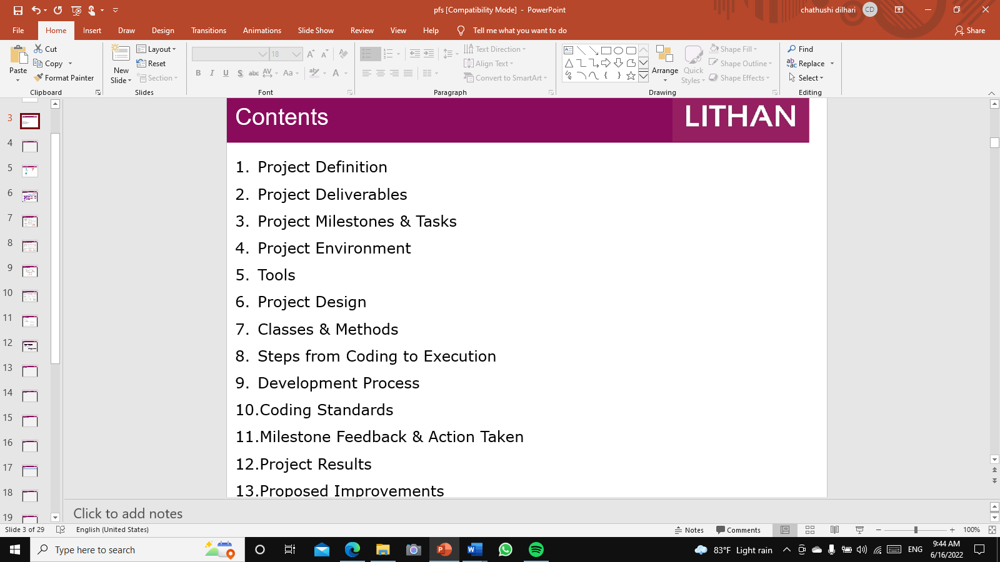 pfs [Compatibility Mode] - PowerPoint
chathushi dilhari
CD
File
Home
Insert
Draw
Design
Transitions
Animations
Slide Show
Review
View
Help
Tell me what you want to do
Share
Paste
Cut
Copy
Format Painter
Clipboard
New
Slide
Layout
Reset
Section
Slides
18
B I U S abc AV Aa A
Font
Text Direction
Align Text
Convert to SmartArt
Paragraph
Arrange
Quick
Styles
Shape Fill
Shape Outline
Shape Effects
Drawing
Find
Replace
Select
Editing
3
4
5
6
7
8
9
10
11
12
13
14
15
16
17
18
19
Contents
LITHAN
1. Project Definition
2. Project Deliverables
3. Project Milestones & Tasks
4. Project Environment
5. Tools
6. Project Design
7. Classes & Methods
8. Steps from Coding to Execution
9. Development Process
10.Coding Standards
11.Milestone Feedback & Action Taken
12.Project Results
13.Proposed Improvements
Click to add notes
Slide 3 of 29
English (United States)
Notes
Comments
100%
Type here to search
83°F Light rain
ENG
9:44 AM
6/16/2022